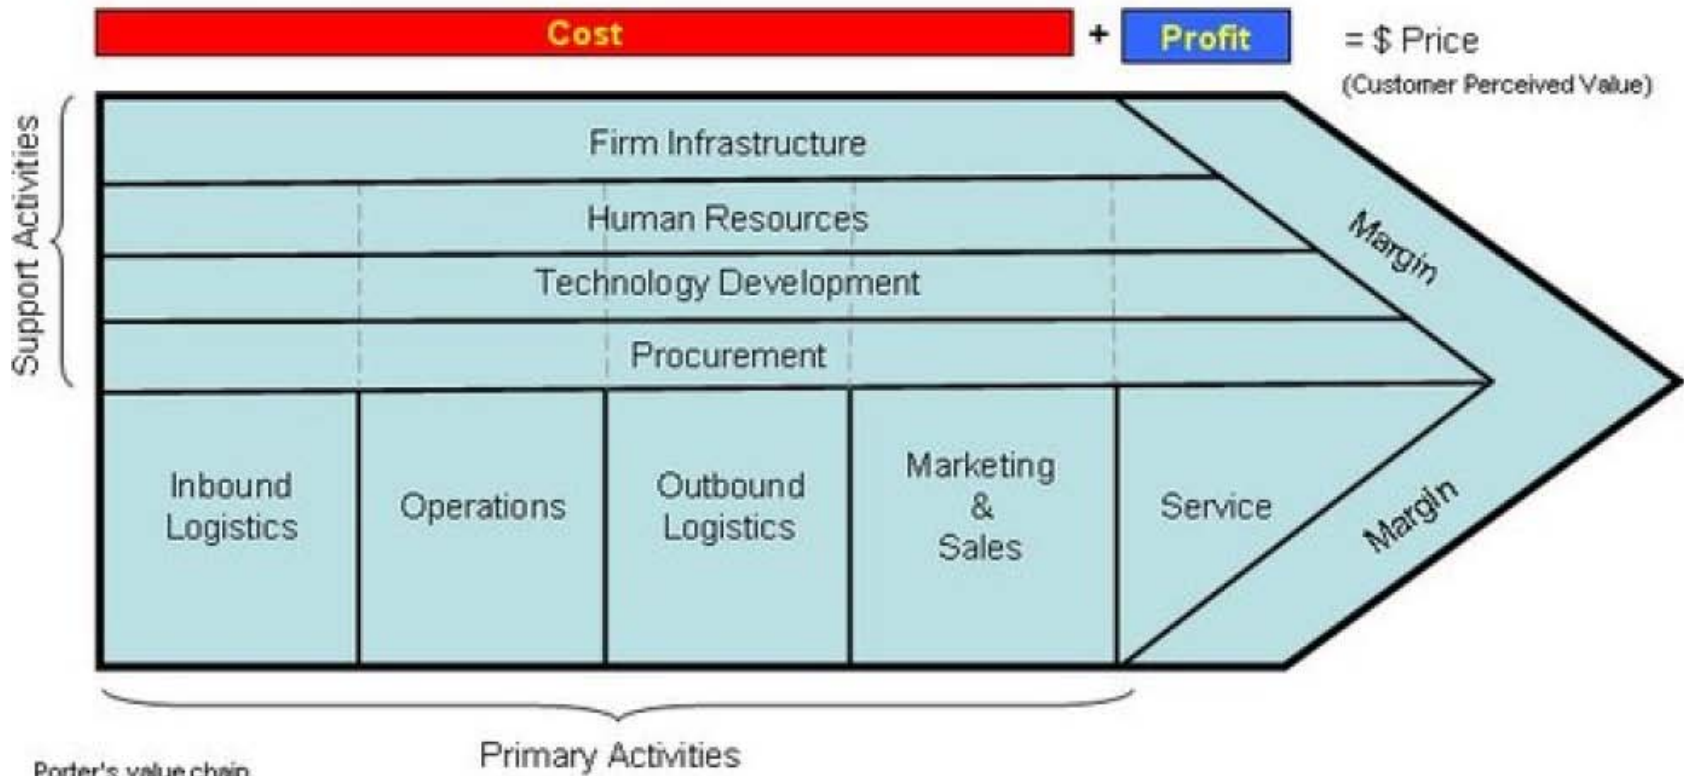 Cost + Profit = $ Price
(Customer Perceived Value)
Support Activities
Firm Infrastructure
Human Resources
Technology Development
Procurement
Margin
Inbound
Logistics
Operations
Outbound
Logistics
Marketing
&
Sales
Service
Margin
Primary Activities
Porter's value chain